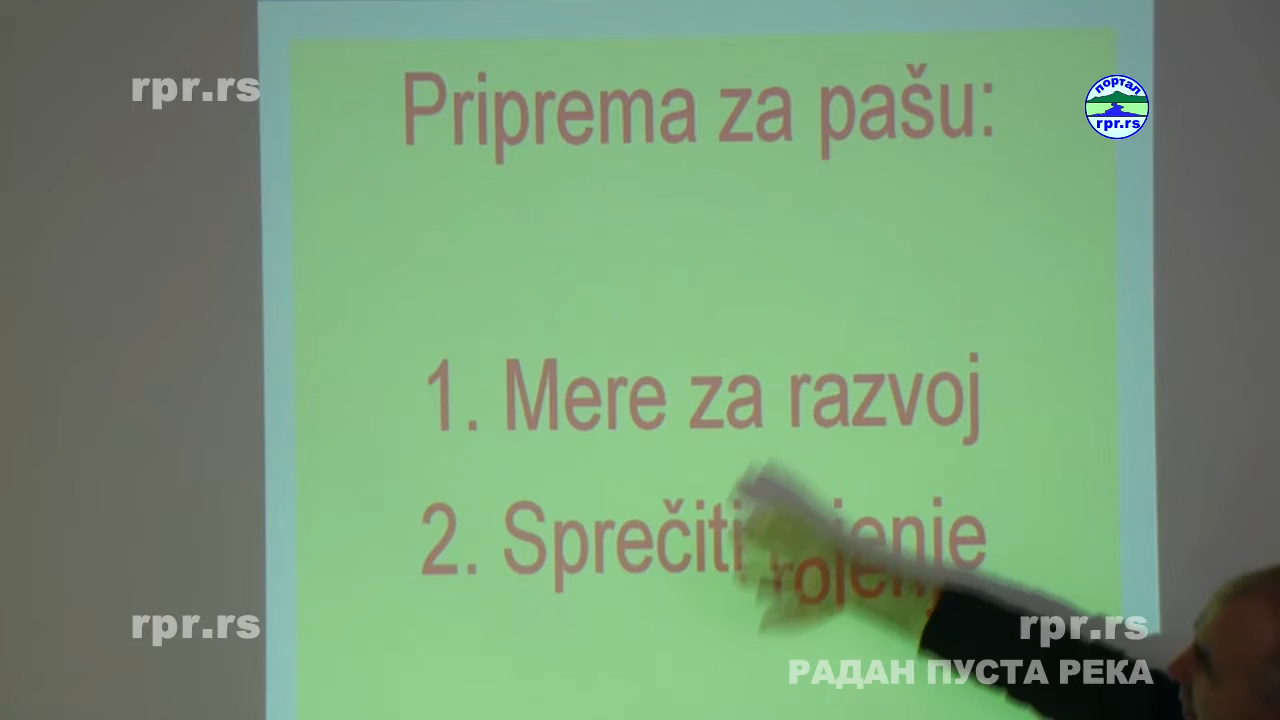 rpr.rs
Priprema za pašu:
портал
rpr.rs
1. Mere za razvoj
2. Sprečiti rojenje
rpr.rs
rpr.rs
РАДАН ПУСТА РЕКА